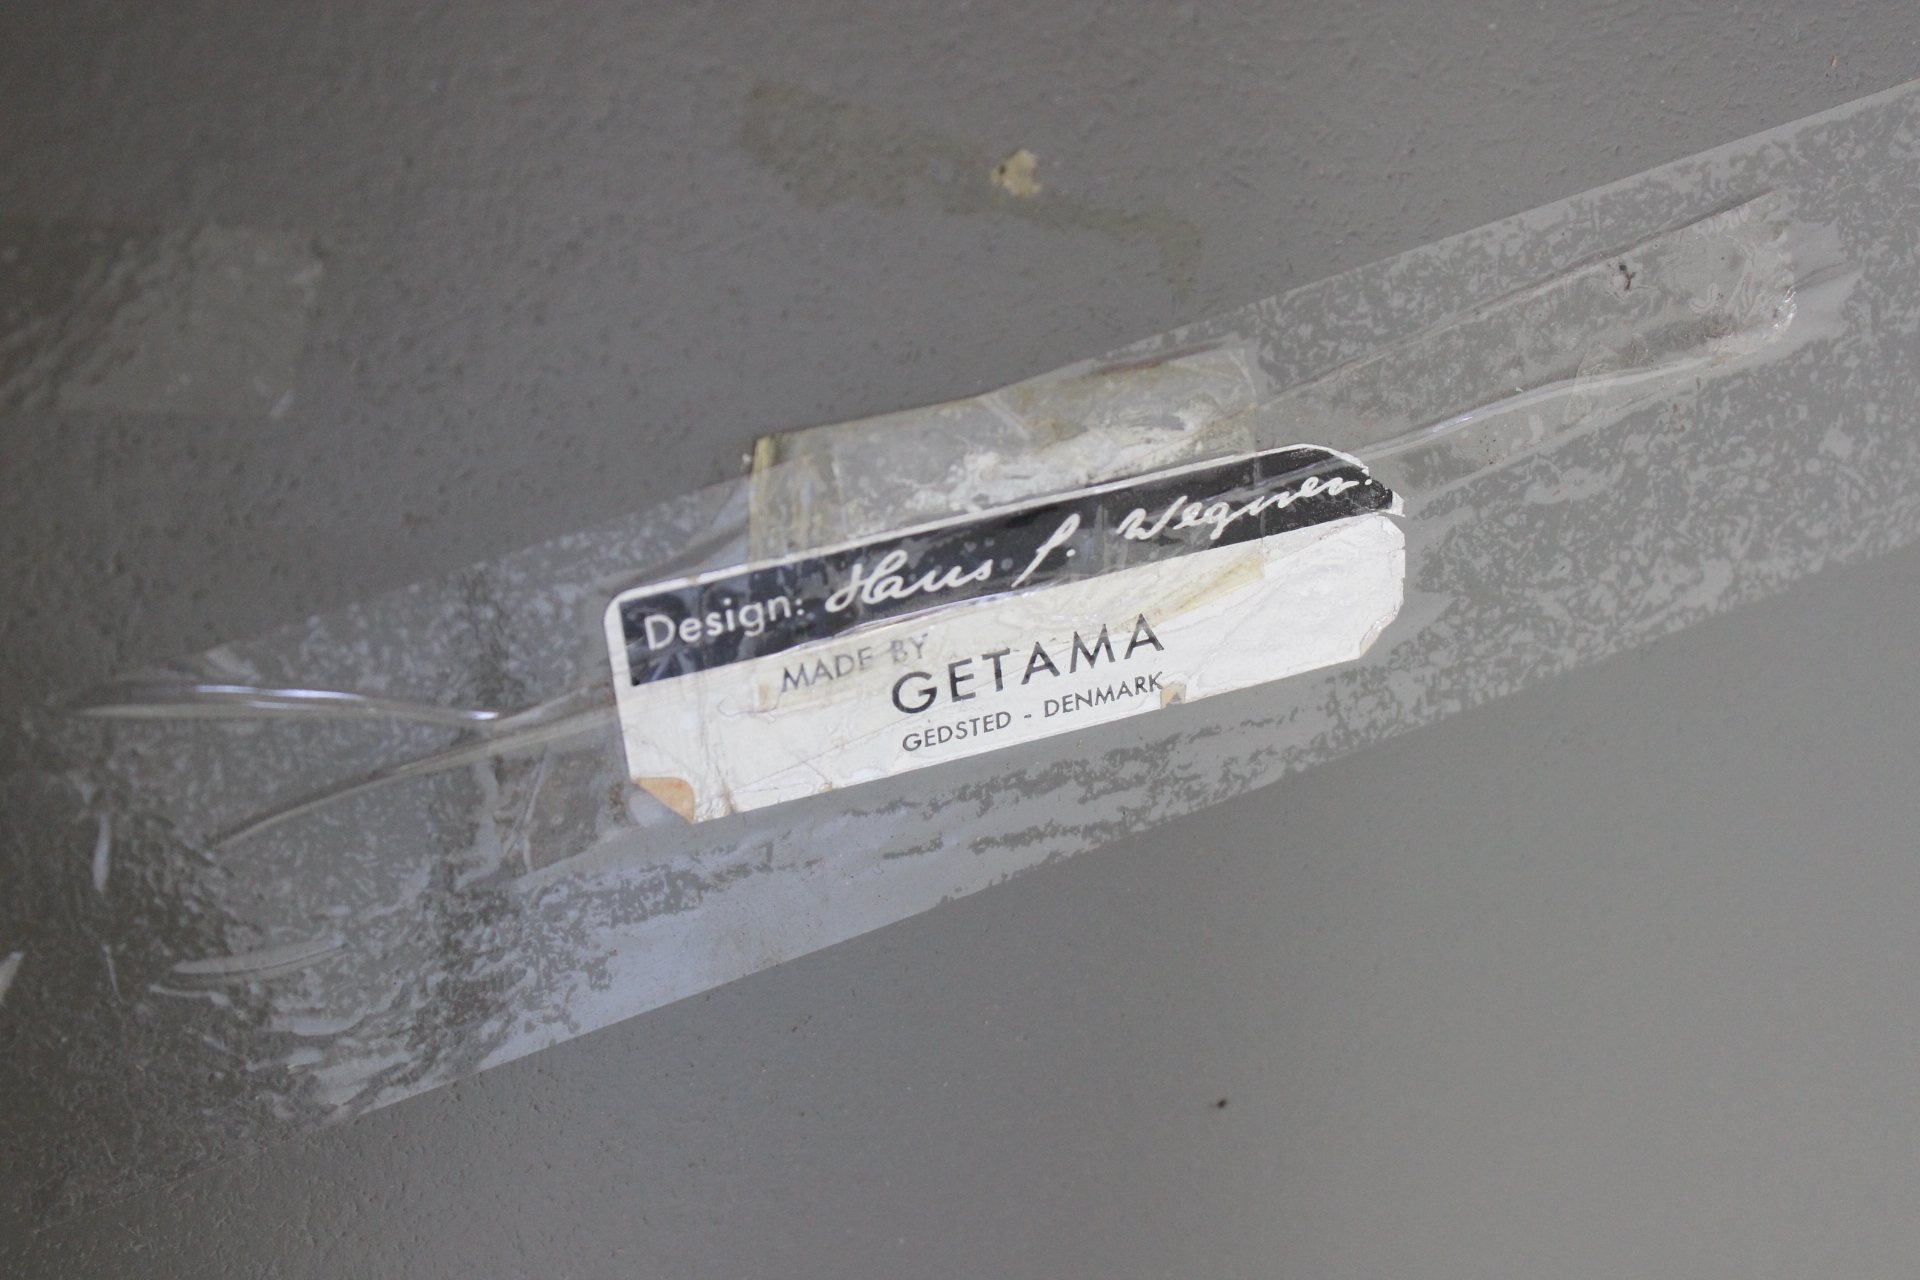 Design: Hans J. Wegner.
MADE BY
GETAMA
GEDSTED - DENMARK